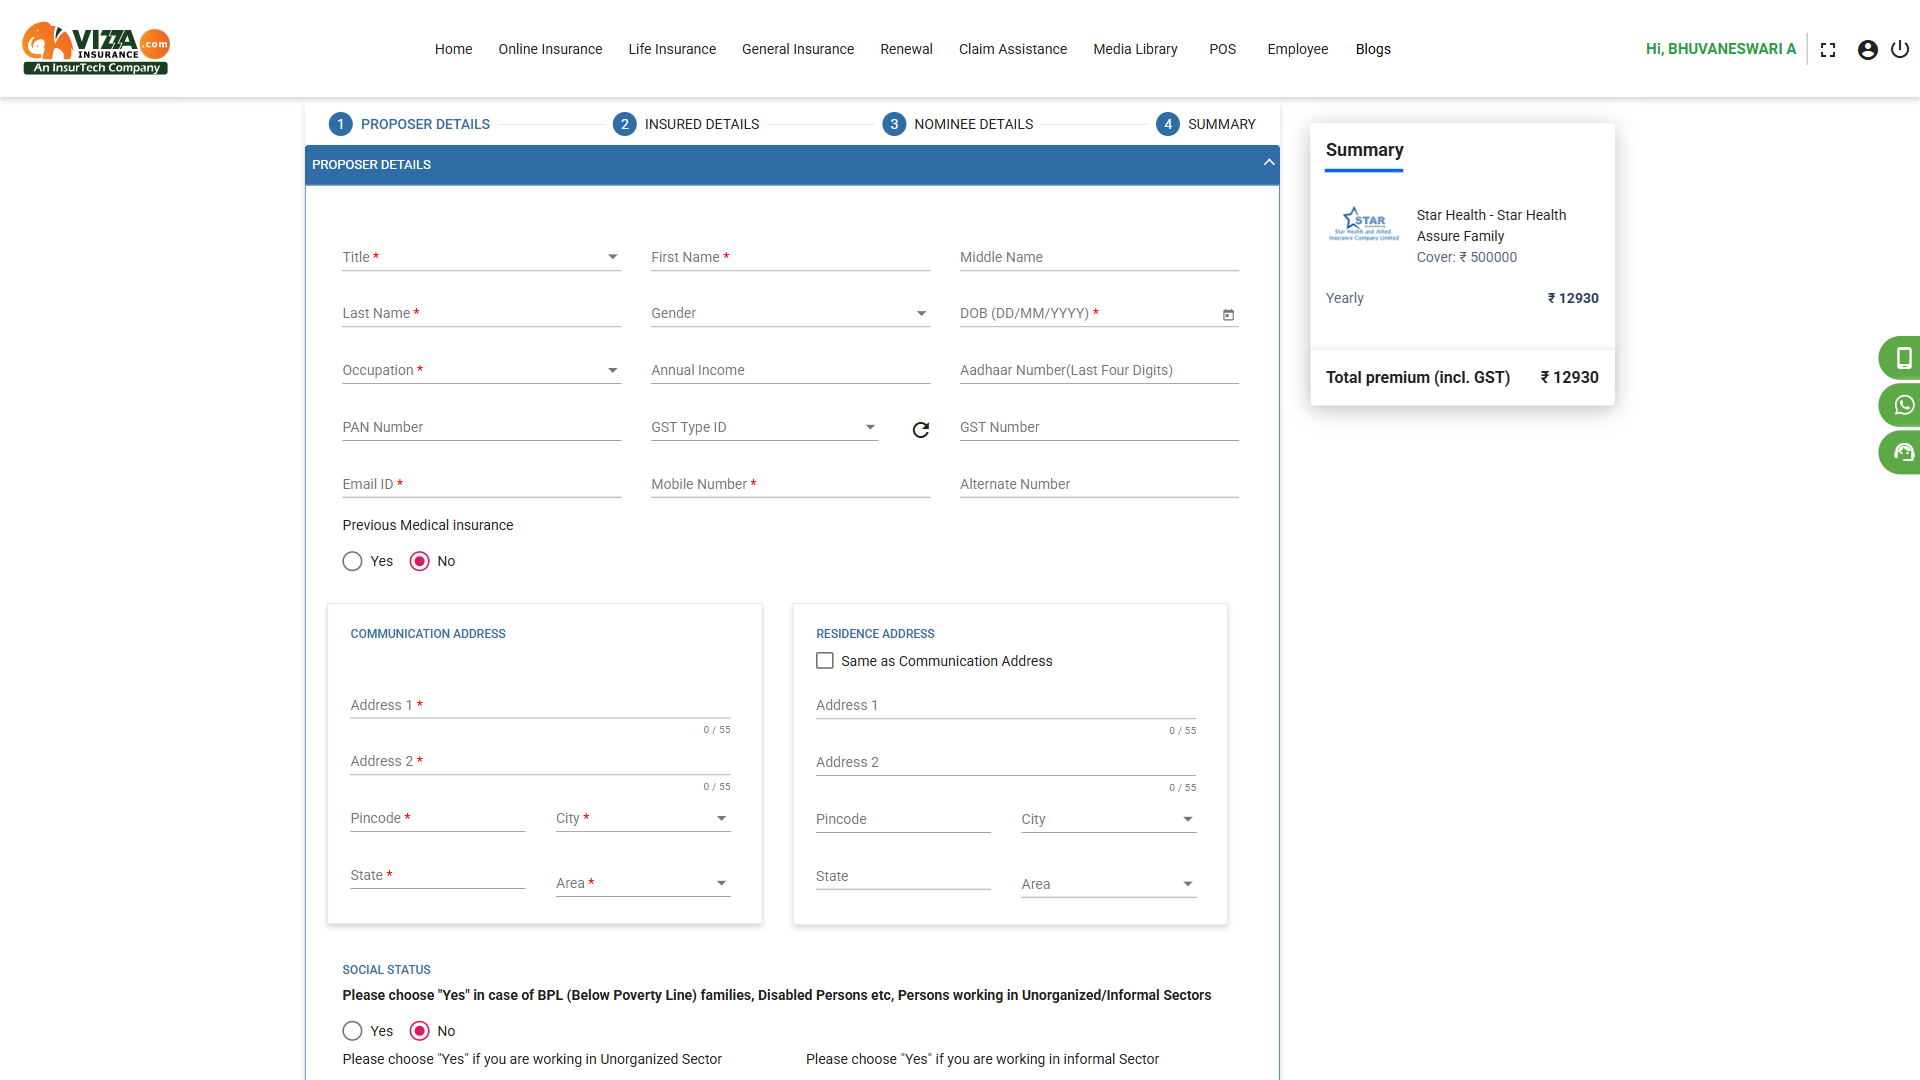 VIZZA
INSURANCE
.com
An InsurTech Company
Home
Online Insurance
Life Insurance
General Insurance
Renewal
Claim Assistance
Media Library
POS
Employee
Blogs
Hi, BHUVANESWARI A
1 PROPOSER DETAILS
2 INSURED DETAILS
3 NOMINEE DETAILS
4 SUMMARY
PROPOSER DETAILS
Title *
First Name *
Middle Name
Last Name *
Gender
DOB (DD/MM/YYYY) *
Occupation *
Annual Income
Aadhaar Number(Last Four Digits)
PAN Number
GST Type ID
GST Number
Email ID *
Mobile Number *
Alternate Number
Previous Medical insurance
Yes
No
COMMUNICATION ADDRESS
Address 1 *
0 / 55
Address 2 *
0 / 55
Pincode *
City *
State *
Area *
RESIDENCE ADDRESS
Same as Communication Address
Address 1
0 / 55
Address 2
0 / 55
Pincode
City
State
Area
SOCIAL STATUS
Please choose "Yes" in case of BPL (Below Poverty Line) families, Disabled Persons etc, Persons working in Unorganized/Informal Sectors
Yes
No
Please choose "Yes" if you are working in Unorganized Sector
Please choose "Yes" if you are working in informal Sector
Summary
STAR
Star Health and Allied
Insurance Company Limited
Star Health - Star Health
Assure Family
Cover: ₹ 500000
Yearly
₹ 12930
Total premium (incl. GST)
₹ 12930